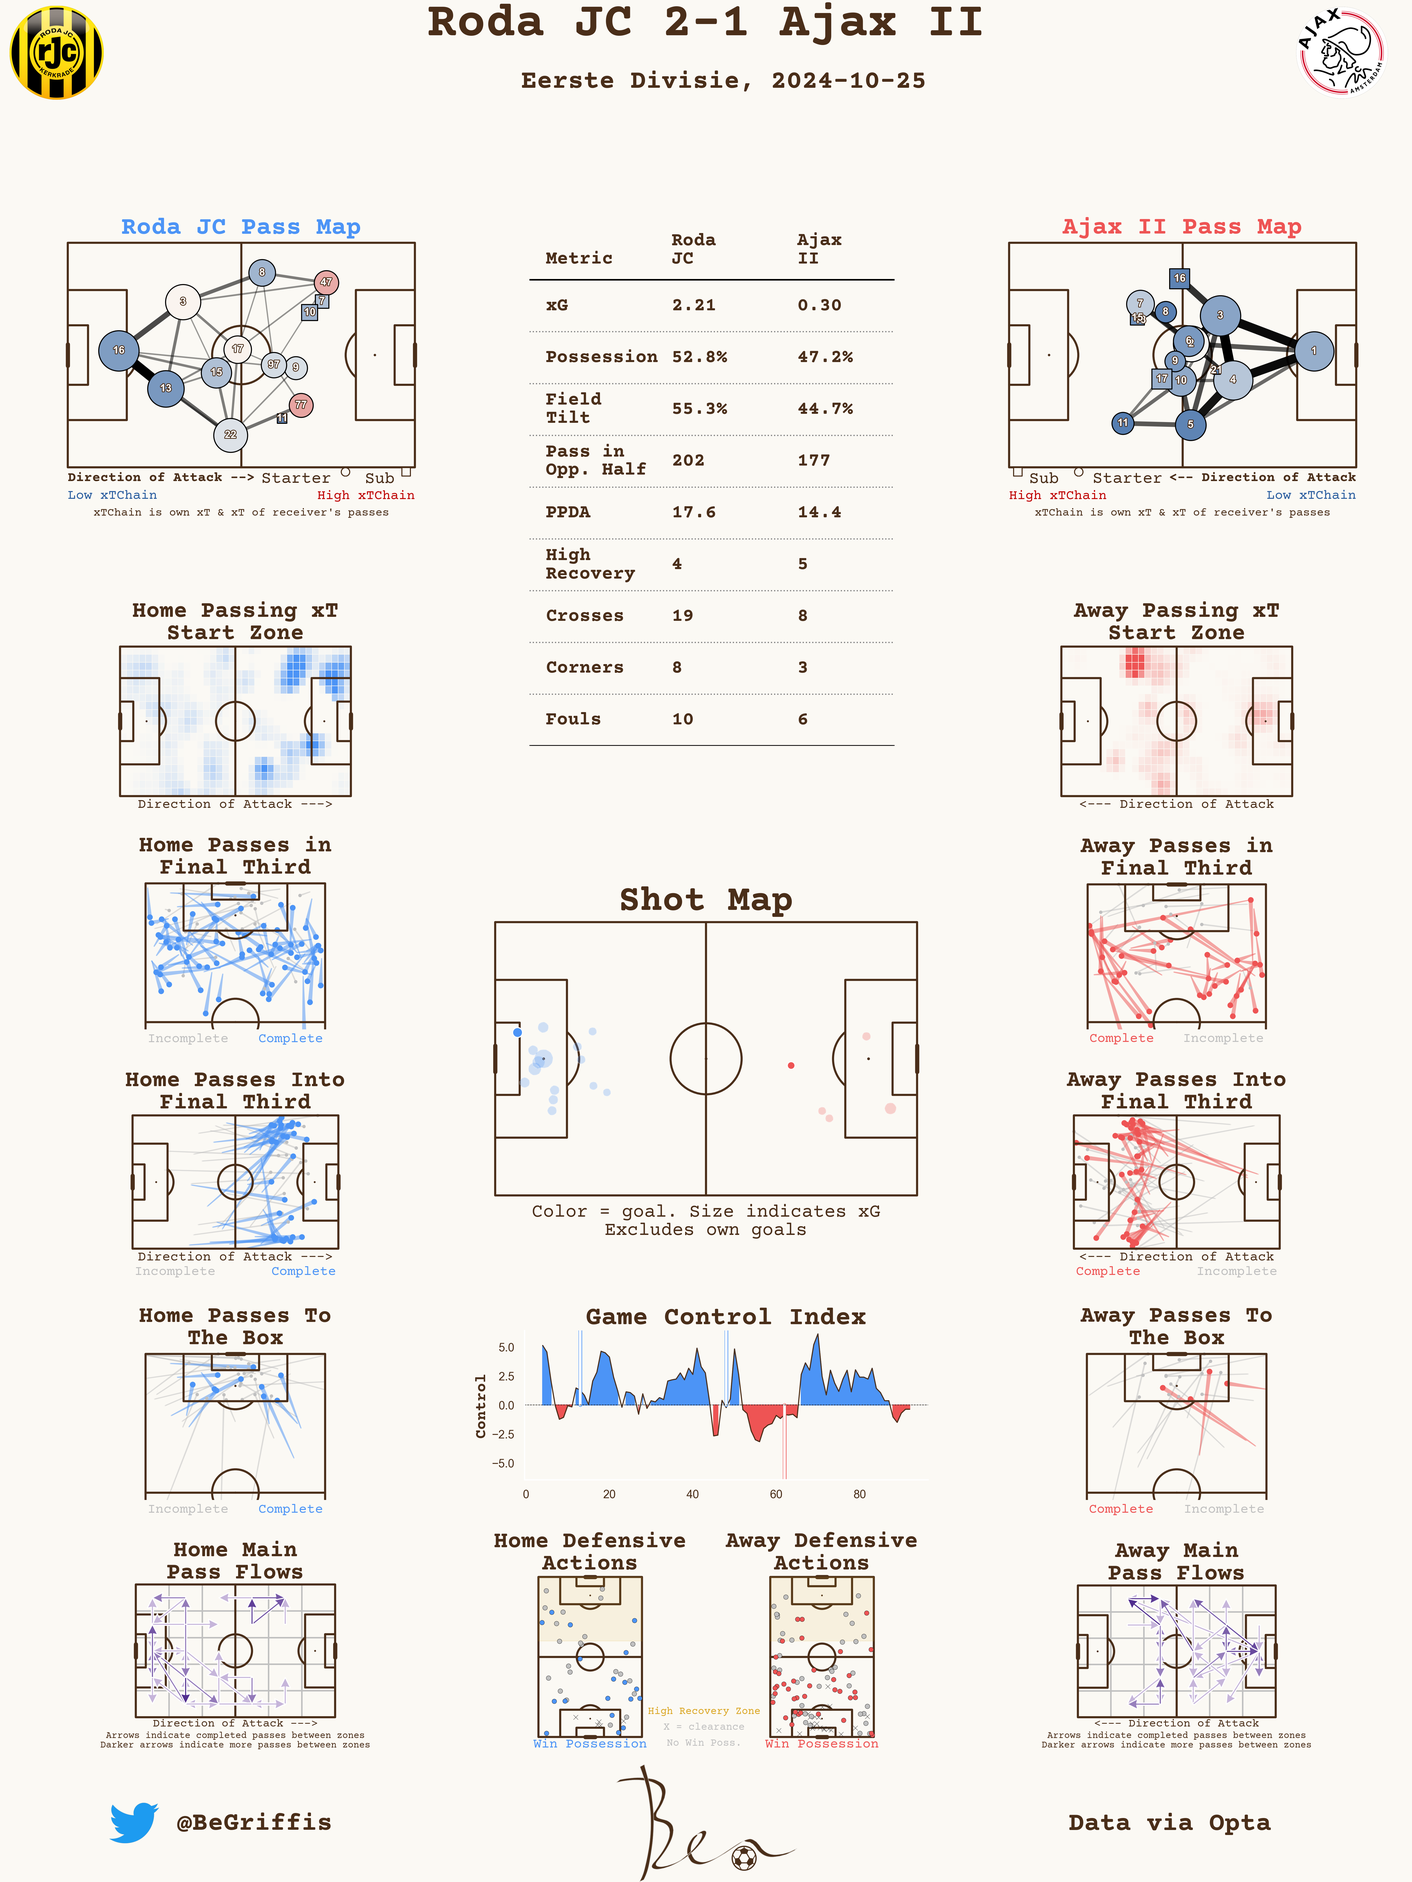 Roda JC 2-1 Ajax II
Eerste Divisie, 2024-10-25
RODA JC
rJc
KERKRADE
AJAX
AMSTERDAM
Roda JC Pass Map
8
47
7
10
3
16
17
97
9
15
13
77
11
22
Direction of Attack --> Starter Sub
Low xTChain High xTChain
xTChain is own xT & xT of receiver's passes
Metric Roda JC Ajax II
xG 2.21 0.30
Possession 52.8% 47.2%
Field Tilt 55.3% 44.7%
Pass in Opp. Half 202 177
PPDA 17.6 14.4
High Recovery 4 5
Crosses 19 8
Corners 8 3
Fouls 10 6
Ajax II Pass Map
16
7
8
3
6
1
9
21
17
10
4
11
5
Sub Starter <-- Direction of Attack
High xTChain Low xTChain
xTChain is own xT & xT of receiver's passes
Home Passing xT
Start Zone
Direction of Attack --->
Away Passing xT
Start Zone
<--- Direction of Attack
Home Passes in
Final Third
Incomplete Complete
Away Passes in
Final Third
Complete Incomplete
Shot Map
Color = goal. Size indicates xG
Excludes own goals
Home Passes Into
Final Third
Direction of Attack --->
Incomplete Complete
Away Passes Into
Final Third
<--- Direction of Attack
Complete Incomplete
Home Passes To
The Box
Incomplete Complete
Game Control Index
Control
5.0
2.5
0.0
−2.5
−5.0
0 20 40 60 80
Away Passes To
The Box
Complete Incomplete
Home Main
Pass Flows
Direction of Attack --->
Arrows indicate completed passes between zones
Darker arrows indicate more passes between zones
Home Defensive
Actions
Win Possession
Away Defensive
Actions
Win Possession
High Recovery Zone
X = clearance
No Win Poss.
Away Main
Pass Flows
<--- Direction of Attack
Arrows indicate completed passes between zones
Darker arrows indicate more passes between zones
@BeGriffis
Ben
Data via Opta